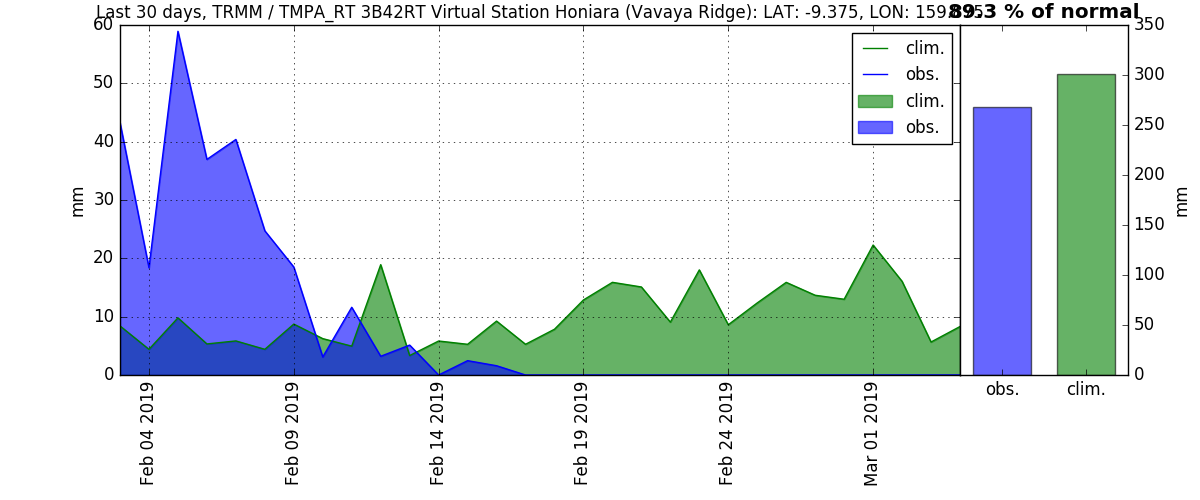 Last 30 days, TRMM / TMPA_RT 3B42RT Virtual Station Honiara (Vavaya Ridge): LAT: -9.375, LON:
89.3 % of normal
60
50
40
30
20
10
0
mm
clim.
obs.
clim.
obs.
Feb 04 2019
Feb 09 2019
Feb 14 2019
Feb 19 2019
Feb 24 2019
Mar 01 2019
350
300
250
200
150
100
50
0
mm
obs.
clim.